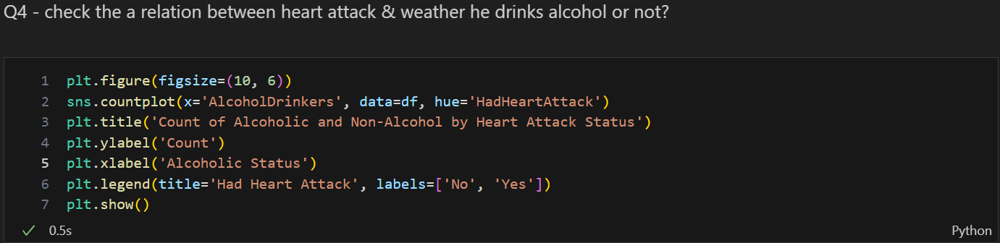 Q4 - check the a relation between heart attack & weather he drinks alcohol or not?
1 plt.figure(figsize=(10, 6))
2 sns.countplot(x='AlcoholDrinkers', data=df, hue='HadHeartAttack')
3 plt.title('Count of Alcoholic and Non-Alcohol by Heart Attack Status')
4 plt.ylabel('Count')
5 plt.xlabel('Alcoholic Status')
6 plt.legend(title='Had Heart Attack', labels=['No', 'Yes'])
7 plt.show()
0.5s Python